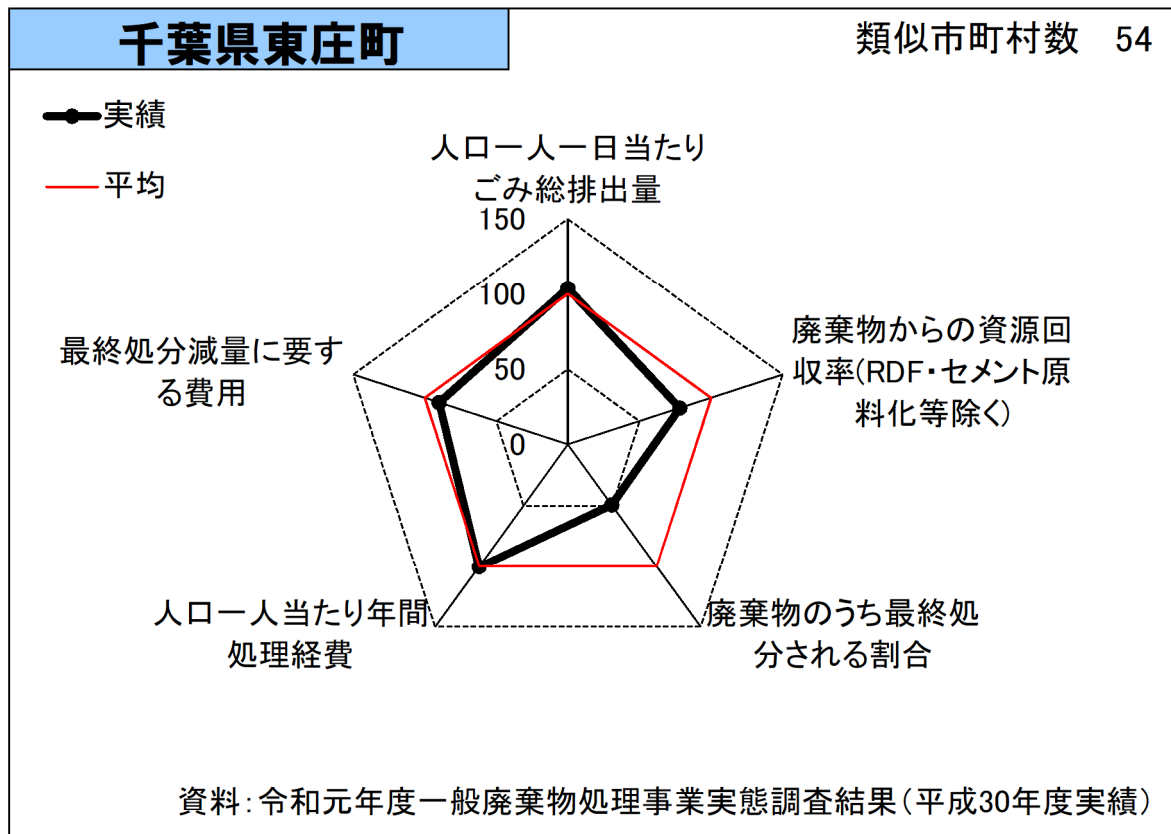 千葉県東庄町
類似市町村数 54
実績
平均
人口一人一日当たり
ごみ総排出量
150
100
50
0
廃棄物からの資源回
収率(RDF・セメント原
料化等除く)
最終処分減量に要す
る費用
人口一人当たり年間
処理経費
廃棄物のうち最終処
分される割合
資料:令和元年度一般廃棄物処理事業実態調査結果(平成30年度実績)